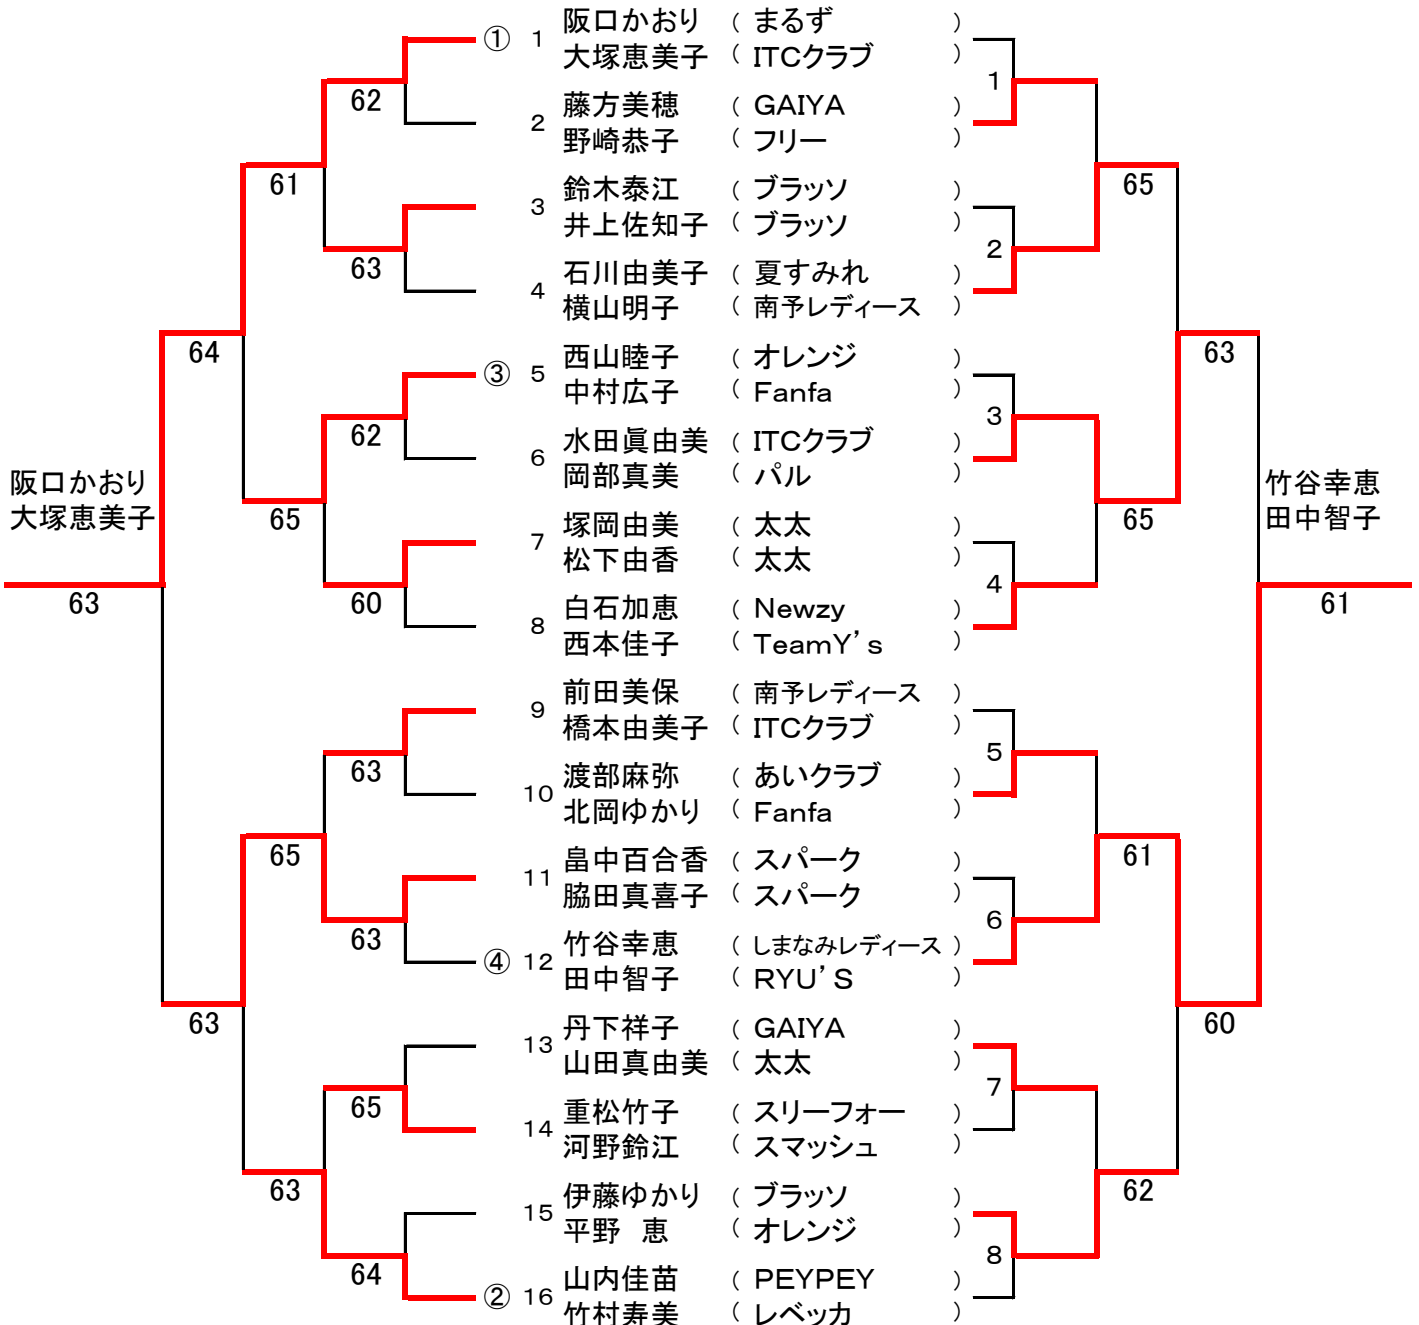 ① 1 阪口かおり ( まるず )
大塚恵美子 ( ITCクラブ )
1
62
2 藤方美穂 ( GAIYA )
野崎恭子 ( フリー )
61
65
3 鈴木泰江 ( ブラッソ )
井上佐知子 ( ブラッソ )
2
63
4 石川由美子 ( 夏すみれ )
横山明子 ( 南予レディース )
64
63
③ 5 西山睦子 ( オレンジ )
中村広子 ( Fanfa )
3
62
6 水田眞由美 ( ITCクラブ )
岡部真美 ( パル )
阪口かおり
大塚恵美子
竹谷幸恵
田中智子
65
65
7 塚岡由美 ( 太太 )
松下由香 ( 太太 )
4
63
60
61
8 白石加恵 ( Newzy )
西本佳子 ( TeamY's )
9 前田美保 ( 南予レディース )
橋本由美子 ( ITCクラブ )
5
63
10 渡部麻弥 ( あいクラブ )
北岡ゆかり ( Fanfa )
65
61
11 畠中百合香 ( スパーク )
脇田真喜子 ( スパーク )
6
63
④ 12 竹谷幸恵 ( しまなみレディース )
田中智子 ( RYU'S )
63
60
13 丹下祥子 ( GAIYA )
山田真由美 ( 太太 )
7
65
14 重松竹子 ( スリーフォー )
河野鈴江 ( スマッシュ )
63
62
15 伊藤ゆかり ( ブラッソ )
平野 恵 ( オレンジ )
8
64
② 16 山内佳苗 ( PEYPEY )
竹村寿美 ( レベッカ )